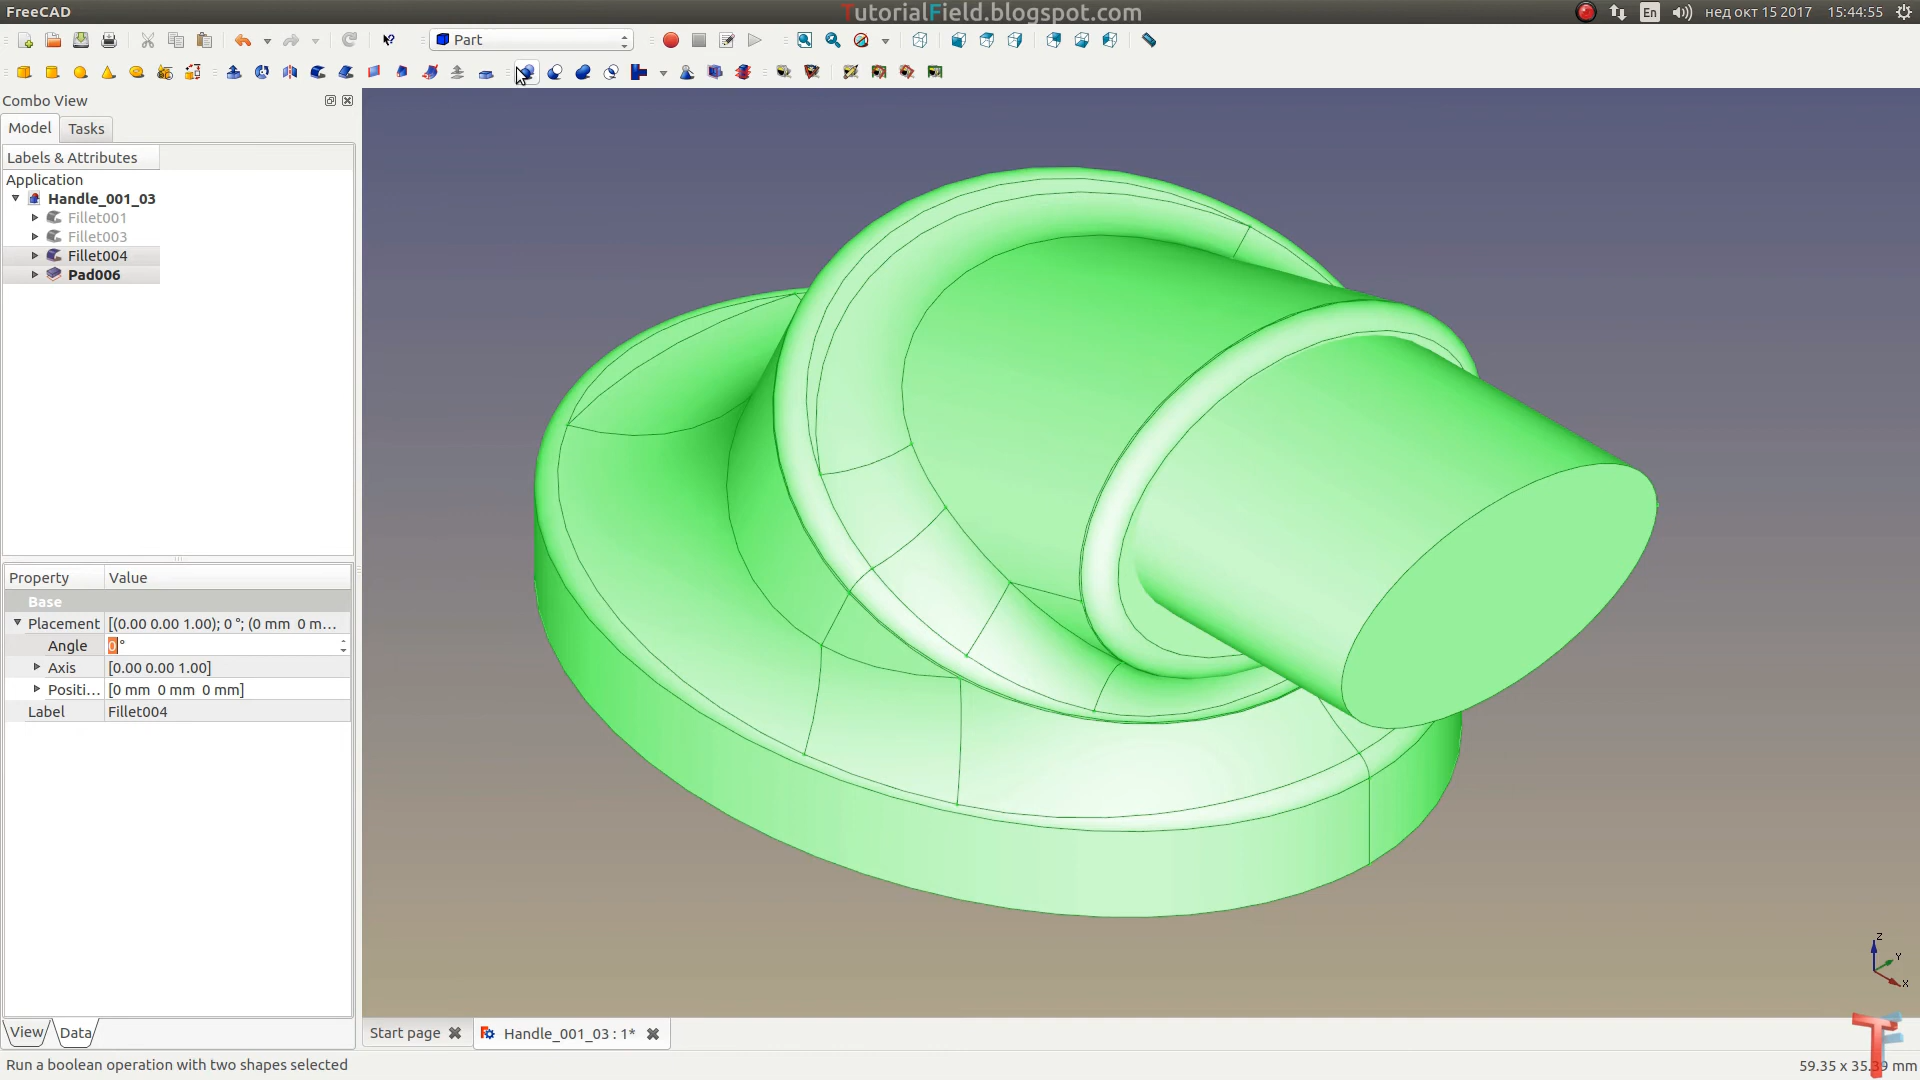 FreeCAD
TutorialField.blogspot.com
En
нед окт 15 2017
15:44:55
Part
Combo View
Model
Tasks
Labels & Attributes
Application
Handle_001_03
Fillet001
Fillet003
Fillet004
Pad006
Property
Value
Base
Placement
[(0.00 0.00 1.00); 0 °; (0 mm 0 m...
Angle
0°
Axis
[0.00 0.00 1.00]
Positi...
[0 mm 0 mm 0 mm]
Label
Fillet004
Z
Y
X
View
Data
Start page
Handle_001_03 : 1*
Run a boolean operation with two shapes selected
59.35 x 35.39 mm